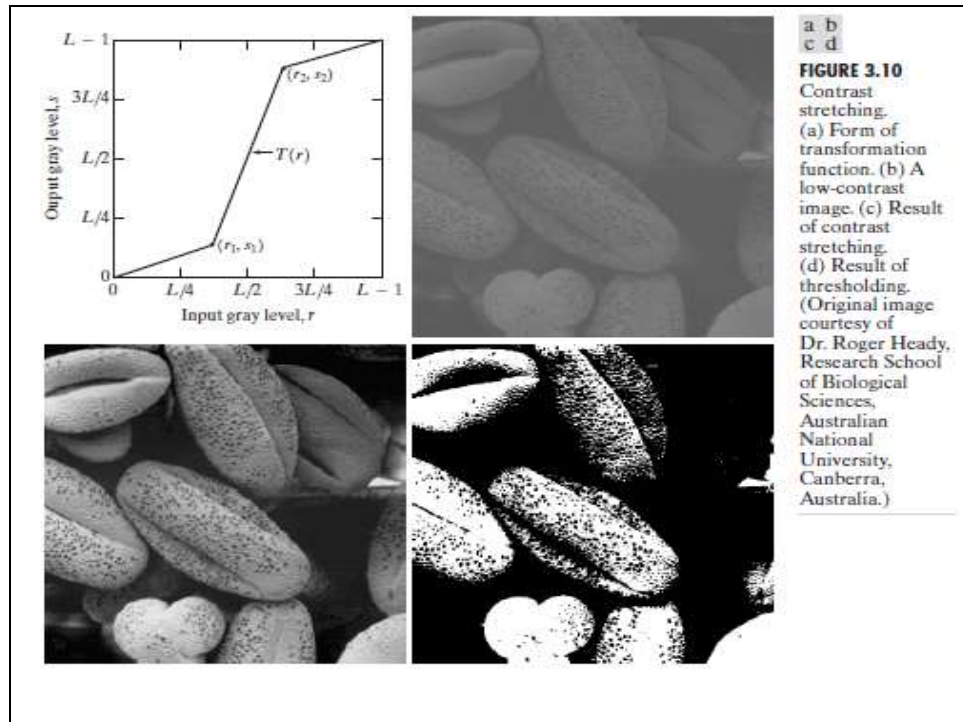 L − 1
3L/4
L/2
L/4
0
Ouput gray level, s
(r₂, s₂)
T(r)
(r₁, s₁)
0 L/4 L/2 3L/4 L − 1
Input gray level, r
a b
c d
FIGURE 3.10
Contrast
stretching.
(a) Form of
transformation
function. (b) A
low-contrast
image. (c) Result
of contrast
stretching.
(d) Result of
thresholding.
(Original image
courtesy of
Dr. Roger Heady,
Research School
of Biological
Sciences,
Australian
National
University,
Canberra,
Australia.)